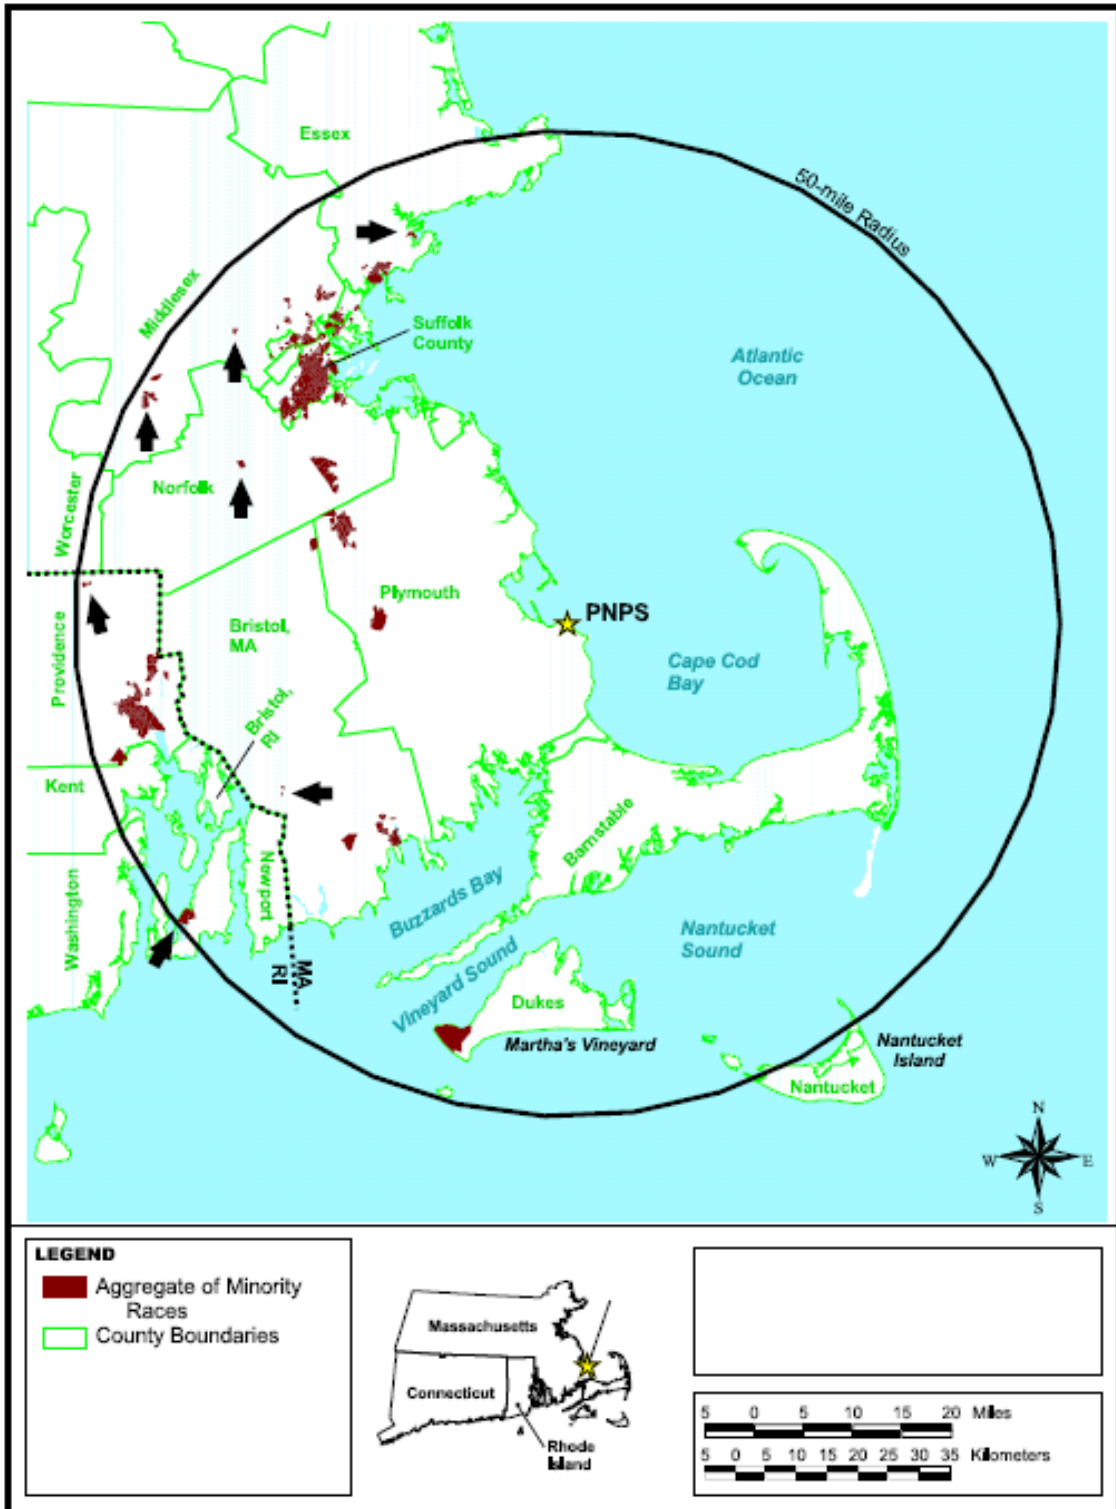 Essex
50-mile Radius
Middlesex
Suffolk
County
Atlantic
Ocean
Worcester
Norfolk
Plymouth
PNPS
Providence
Bristol,
MA
Cape Cod
Bay
Bristol,
RI
Kent
Barnstable
Newport
Washington
Buzzards Bay
Nantucket
Sound
MA
RI
Vineyard Sound
Dukes
Martha's Vineyard
Nantucket
Island
Nantucket
N
W
E
S
LEGEND
Aggregate of Minority
Races
County Boundaries
Massachusetts
Connecticut
Rhode
Island
5 0 5 10 15 20 Miles
5 0 5 10 15 20 25 30 35 Kilometers